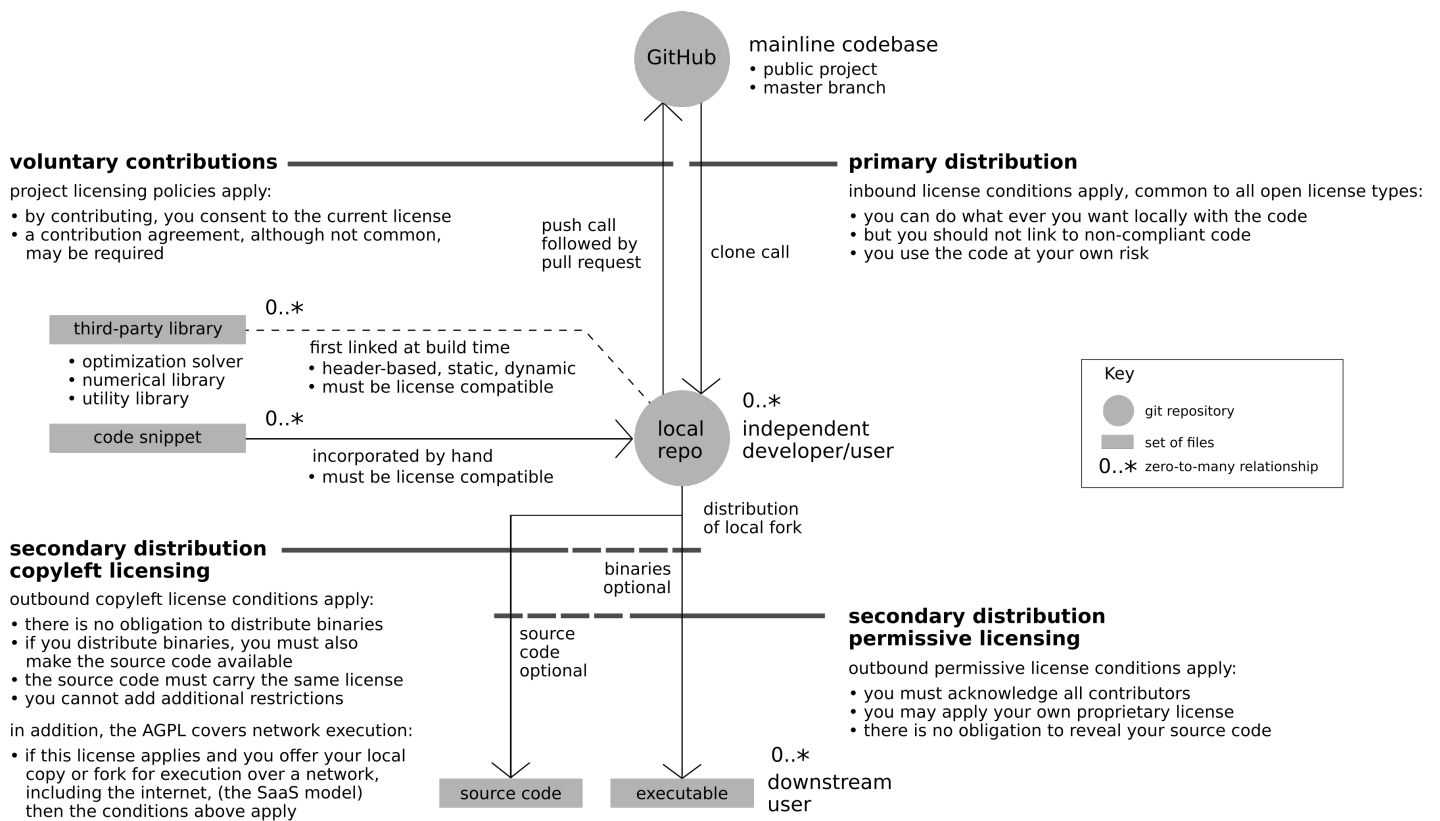 GitHub
mainline codebase
• public project
• master branch
voluntary contributions
project licensing policies apply:
• by contributing, you consent to the current license
• a contribution agreement, although not common,
may be required
primary distribution
inbound license conditions apply, common to all open license types:
• you can do what ever you want locally with the code
• but you should not link to non-compliant code
• you use the code at your own risk
push call
followed by
pull request
clone call
third-party library
0..*
• optimization solver
• numerical library
• utility library
first linked at build time
• header-based, static, dynamic
• must be license compatible
code snippet
0..*
incorporated by hand
• must be license compatible
local
repo
0..*
independent
developer/user
Key
git repository
set of files
0..* zero-to-many relationship
distribution
of local fork
secondary distribution
copyleft licensing
outbound copyleft license conditions apply:
• there is no obligation to distribute binaries
• if you distribute binaries, you must also
make the source code available
• the source code must carry the same license
• you cannot add additional restrictions
in addition, the AGPL covers network execution:
• if this license applies and you offer your local
copy or fork for execution over a network,
including the internet, (the SaaS model)
then the conditions above apply
binaries
optional
source
code
optional
secondary distribution
permissive licensing
outbound permissive license conditions apply:
• you must acknowledge all contributors
• you may apply your own proprietary license
• there is no obligation to reveal your source code
source code
executable
0..*
downstream
user